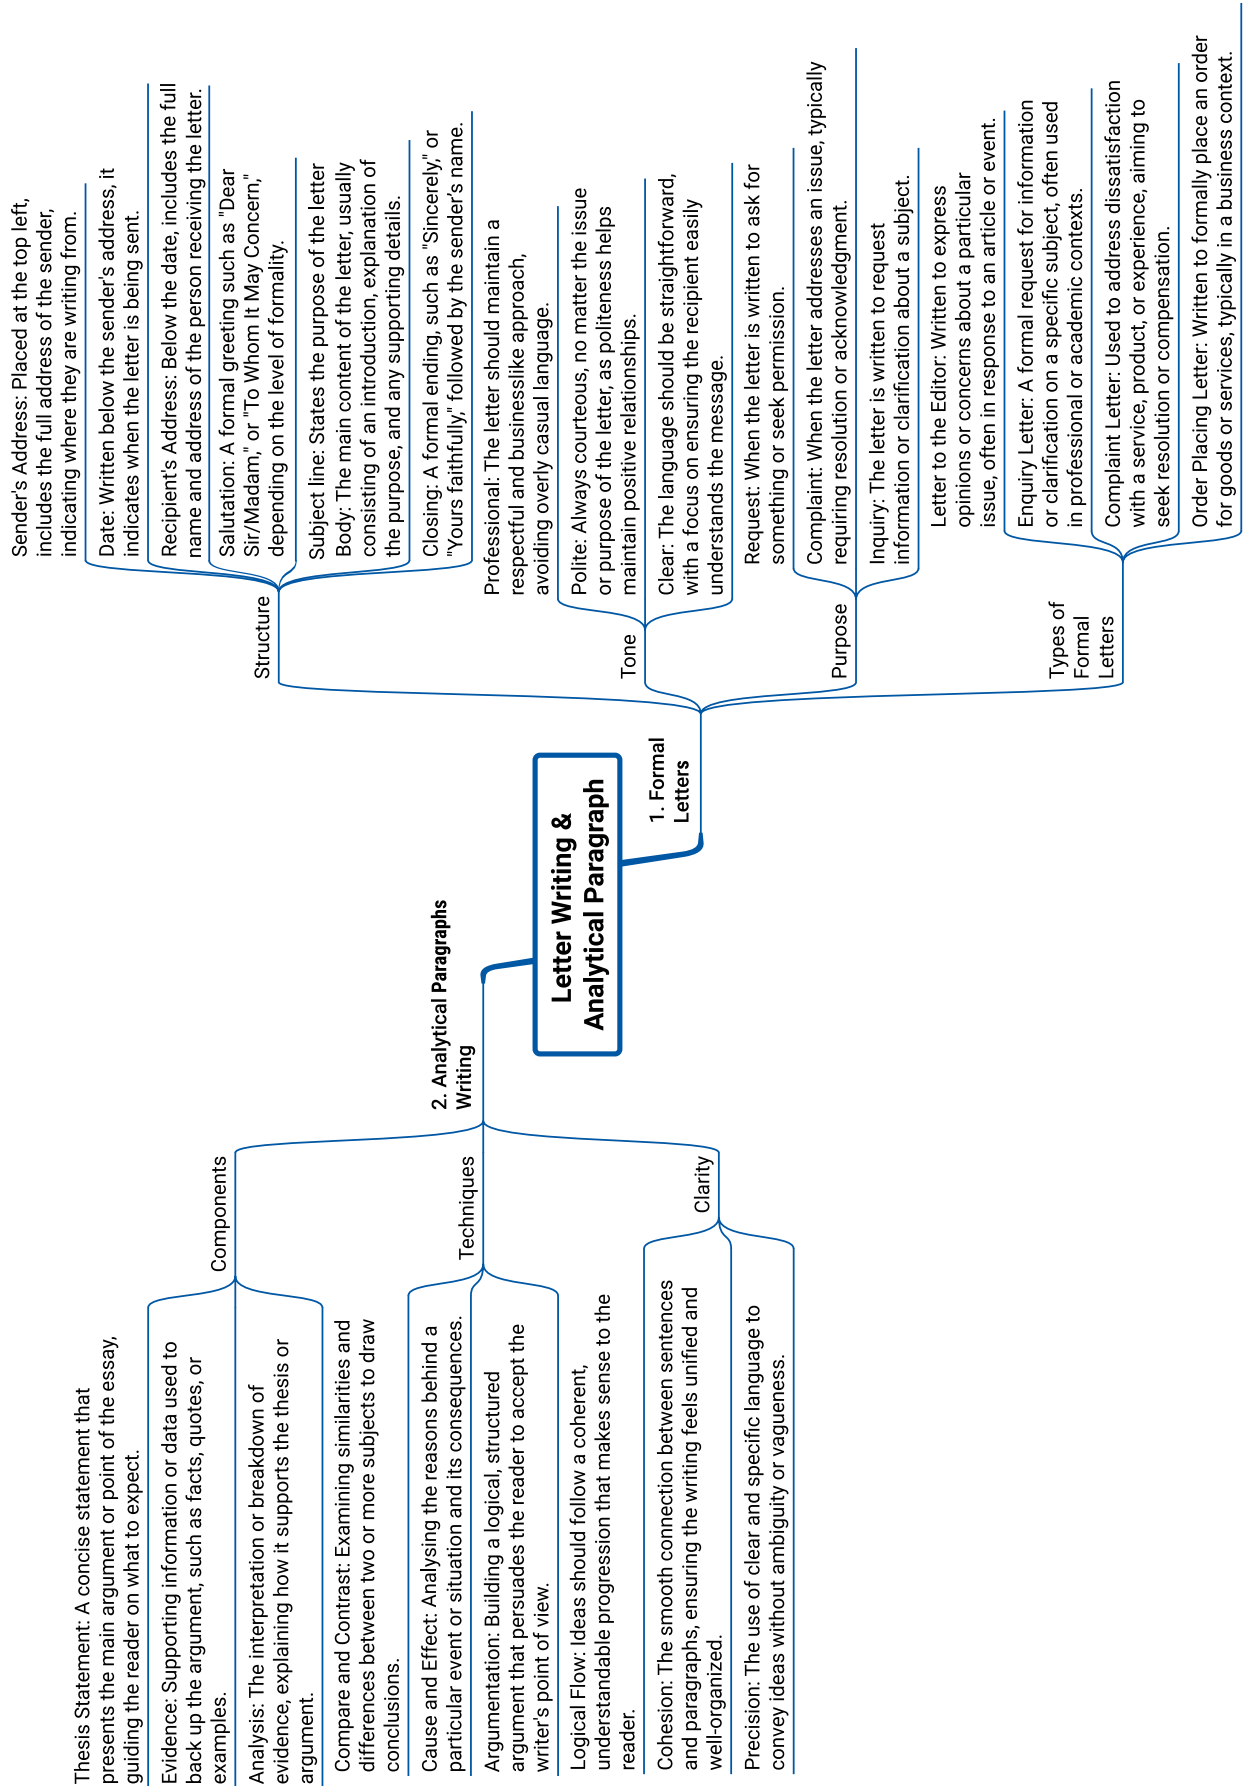 Letter Writing &
Analytical Paragraph
1. Formal
Letters
Structure
Sender's Address: Placed at the top left,
includes the full address of the sender,
indicating where they are writing from.
Date: Written below the sender's address, it
indicates when the letter is being sent.
Recipient's Address: Below the date, includes the full
name and address of the person receiving the letter.
Salutation: A formal greeting such as "Dear
Sir/Madam," or "To Whom It May Concern,"
depending on the level of formality.
Subject line: States the purpose of the letter
Body: The main content of the letter, usually
consisting of an introduction, explanation of
the purpose, and any supporting details.
Closing: A formal ending, such as "Sincerely," or
"Yours faithfully," followed by the sender's name.
Tone
Professional: The letter should maintain a
respectful and businesslike approach,
avoiding overly casual language.
Polite: Always courteous, no matter the issue
or purpose of the letter, as politeness helps
maintain positive relationships.
Clear: The language should be straightforward,
with a focus on ensuring the recipient easily
understands the message.
Purpose
Request: When the letter is written to ask for
something or seek permission.
Complaint: When the letter addresses an issue, typically
requiring resolution or acknowledgment.
Inquiry: The letter is written to request
information or clarification about a subject.
Types of
Formal
Letters
Letter to the Editor: Written to express
opinions or concerns about a particular
issue, often in response to an article or event.
Enquiry Letter: A formal request for information
or clarification on a specific subject, often used
in professional or academic contexts.
Complaint Letter: Used to address dissatisfaction
with a service, product, or experience, aiming to
seek resolution or compensation.
Order Placing Letter: Written to formally place an order
for goods or services, typically in a business context.
2. Analytical Paragraphs
Writing
Components
Thesis Statement: A concise statement that
presents the main argument or point of the essay,
guiding the reader on what to expect.
Evidence: Supporting information or data used to
back up the argument, such as facts, quotes, or
examples.
Analysis: The interpretation or breakdown of
evidence, explaining how it supports the thesis or
argument.
Techniques
Compare and Contrast: Examining similarities and
differences between two or more subjects to draw
conclusions.
Cause and Effect: Analysing the reasons behind a
particular event or situation and its consequences.
Argumentation: Building a logical, structured
argument that persuades the reader to accept the
writer's point of view.
Clarity
Logical Flow: Ideas should follow a coherent,
understandable progression that makes sense to the
reader.
Cohesion: The smooth connection between sentences
and paragraphs, ensuring the writing feels unified and
well-organized.
Precision: The use of clear and specific language to
convey ideas without ambiguity or vagueness.